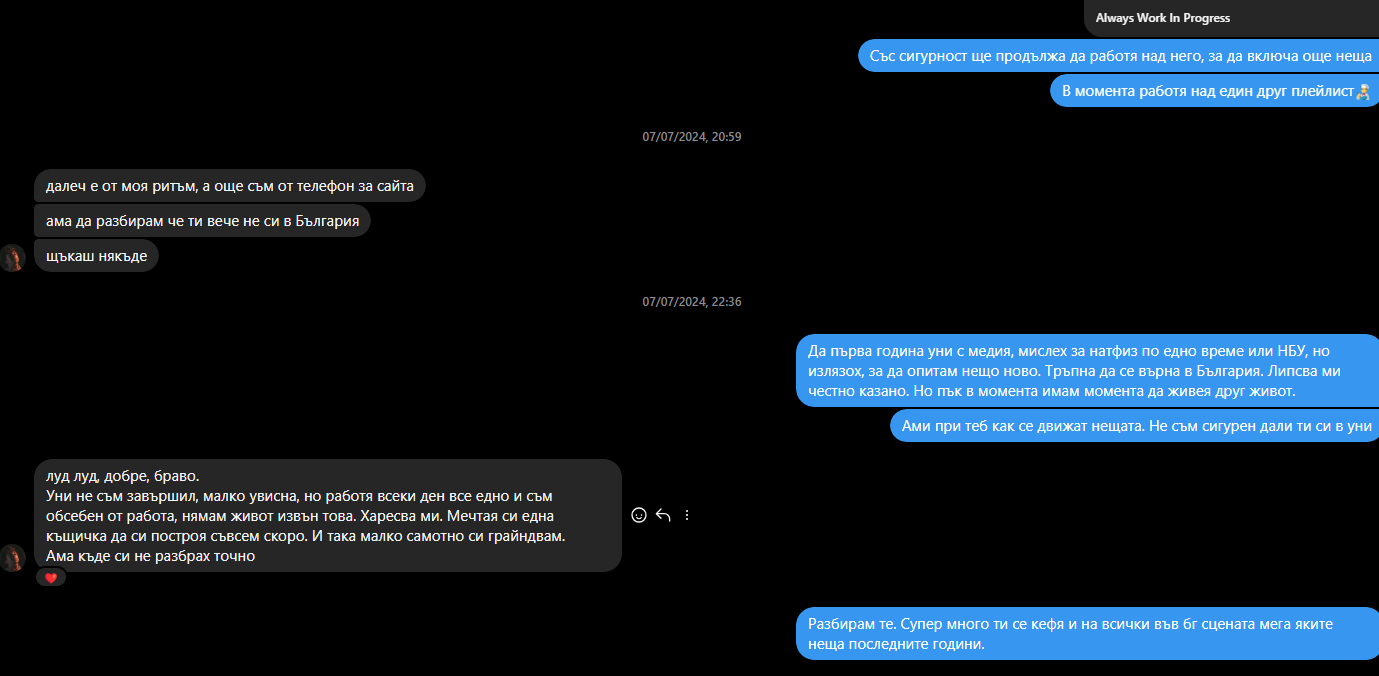 Always Work In Progress
Със сигурност ще продължа да работя над него, за да включа още неща
В момента работя над един друг плейлист
07/07/2024, 20:59
далеч е от моя ритъм, а още съм от телефон за сайта
ама да разбирам че ти вече не си в България
щъкаш някъде
07/07/2024, 22:36
Да първа година уни с медия, мислех за натфиз по едно време или НБУ, но
излязох, за да опитам нещо ново. Тръпна да се върна в България. Липсва ми
честно казано. Но пък в момента имам момента да живея друг живот.
Ами при теб как се движат нещата. Не съм сигурен дали ти си в уни
луд луд, добре, браво.
Уни не съм завършил, малко увисна, но работя всеки ден все едно и съм
обсебен от работа, нямам живот извън това. Харесва ми. Мечтая си една
къщичка да си построя съвсем скоро. И така малко самотно си грайндвам.
Ама къде си не разбрах точно
Разбирам те. Супер много ти се кефя и на всички във бг сцената мега яките
неща последните години.